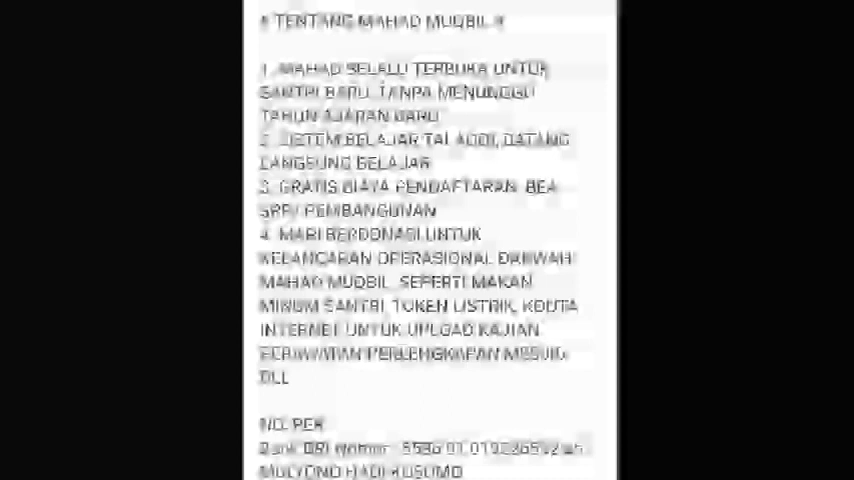 # TENTANG MAHAD MUQBIL #
1. MAHAD SELALU TERBUKA UNTUK
SANTRI BARU, TANPA MENUNGGU
TAHUN AJARAN BARU
2. SISTEM BELAJAR TALAQQI, DATANG
LANGSUNG BELAJAR
3. GRATIS BIAYA PENDAFTARAN, BEA
SPP/ PEMBANGUNAN
4. MARI BERDONASI UNTUK
KELANCARAN OPERASIONAL DAKWAH
MAHAD MUQBIL, SEPERTI MAKAN
MINUM SANTRI, TOKEN LISTRIK, KOUTA
INTERNET UNTUK UPLOAD KAJIAN
PERLENGKAPAN MASJID
DLL
NO. REK
Bank BRI Nomor
MULYONO HADI KUSUMO